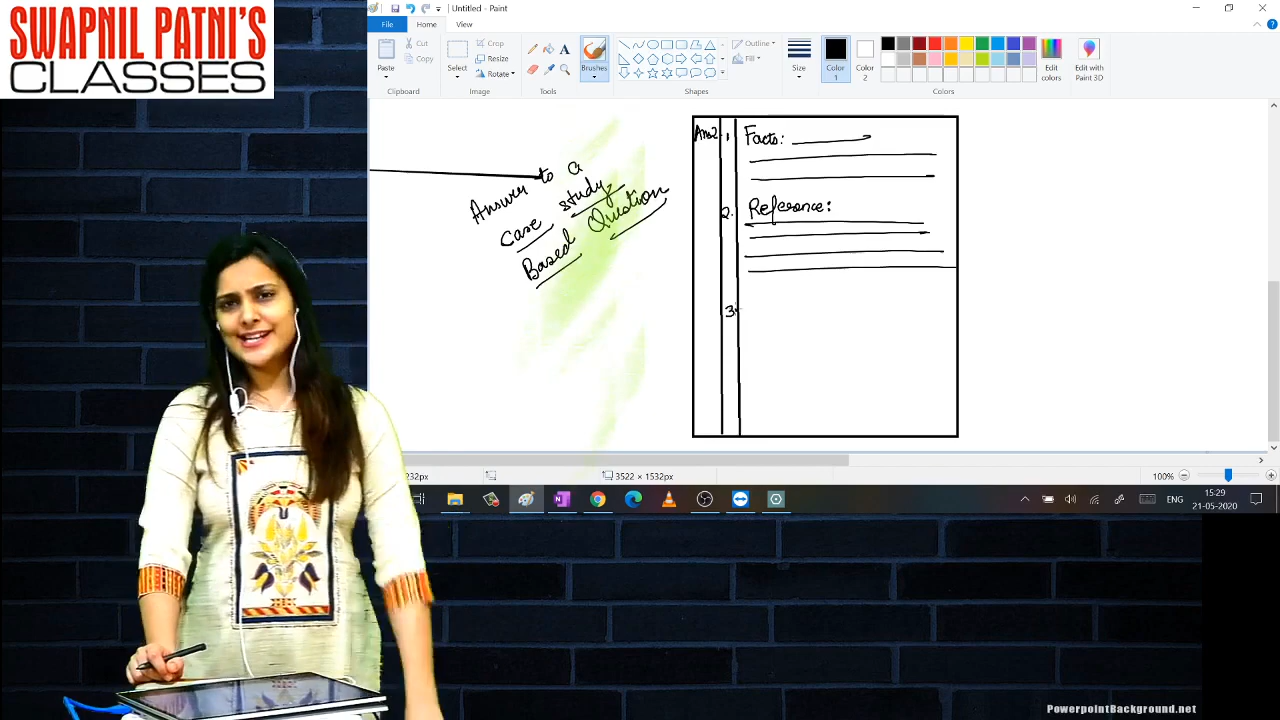 SWAPNIL PATNI'S
CLASSES
Untitled - Paint
File
Home
View
Paste
Cut
Copy
Clipboard
Select
Crop
Resize
Rotate
Image
Tools
Brushes
Outline
Fill
Shapes
Size
Color
1
Color
2
Edit
colors
Edit with
Paint 3D
Colors
Answer to a
case study
Based Question
Ans2
1
Facts:
2.
Reference:
3.
232px
3522 × 1532px
100%
ENG
15:29
21-05-2020
PowerpointBackground.net